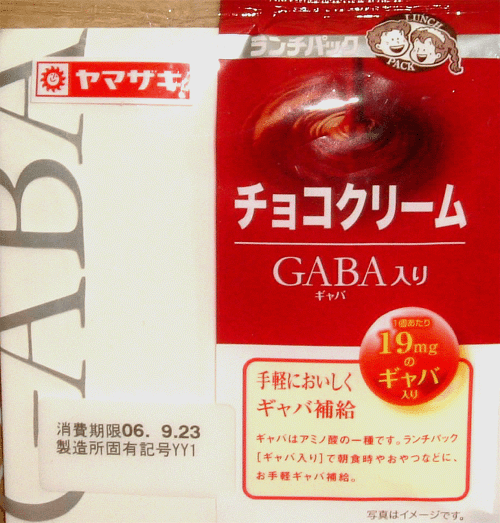 GABA
ヤマザキ
ランチパック
LUNCH
PACK
チョコクリーム
GABA入り
ギャバ
1個あたり
19mg
の
ギャバ
入り
手軽においしく
ギャバ補給
ギャバはアミノ酸の一種です。ランチパック
[ギャバ入り]で朝食時やおやつなどに、
お手軽ギャバ補給。
消費期限06. 9.23
製造所固有記号YY1
写真はイメージです。